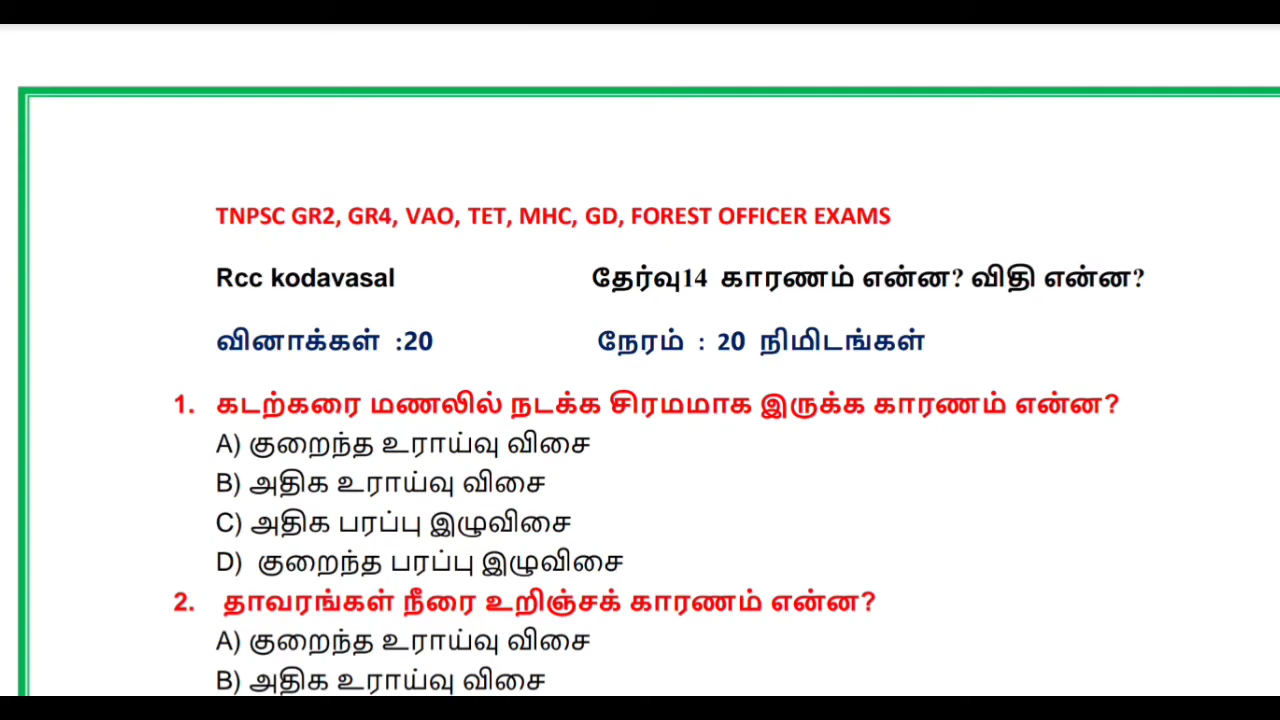 TNPSC GR2, GR4, VAO, TET, MHC, GD, FOREST OFFICER EXAMS
Rcc kodavasal தேர்வு14 காரணம் என்ன? விதி என்ன?
வினாக்கள் :20 நேரம் : 20 நிமிடங்கள்
1. கடற்கரை மணலில் நடக்க சிரமமாக இருக்க காரணம் என்ன?
A) குறைந்த உராய்வு விசை
B) அதிக உராய்வு விசை
C) அதிக பரப்பு இழுவிசை
D) குறைந்த பரப்பு இழுவிசை
2. தாவரங்கள் நீரை உறிஞ்சக் காரணம் என்ன?
A) குறைந்த உராய்வு விசை
B) அதிக உராய்வு விசை